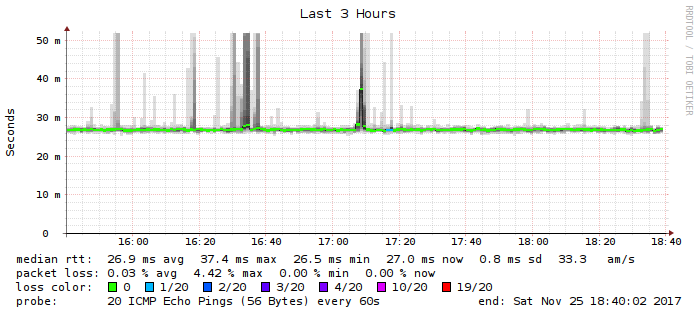 Last 3 Hours
RRDTOOL / TOBI OETIKER
Seconds
50 m
40 m
30 m
20 m
10 m
0
16:00 16:20 16:40 17:00 17:20 17:40 18:00 18:20 18:40
median rtt: 26.9 ms avg 37.4 ms max 26.5 ms min 27.0 ms now 0.8 ms sd 33.3 am/s
packet loss: 0.03 % avg 4.42 % max 0.00 % min 0.00 % now
loss color: 0 1/20 2/20 3/20 4/20 10/20 19/20
probe: 20 ICMP Echo Pings (56 Bytes) every 60s end: Sat Nov 25 18:40:02 2017